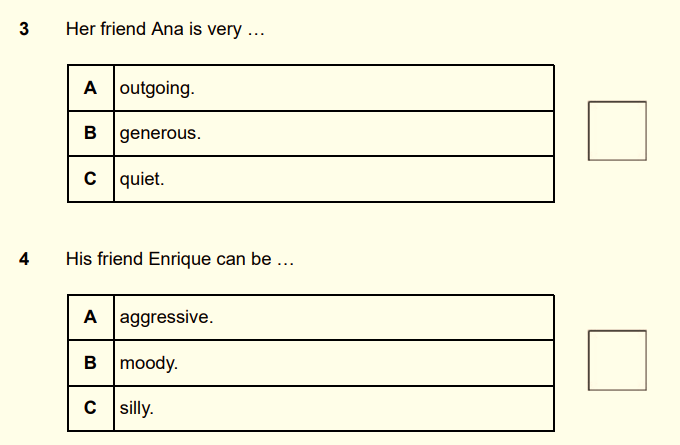 3 Her friend Ana is very …
A outgoing.
B generous.
C quiet.
4 His friend Enrique can be …
A aggressive.
B moody.
C silly.